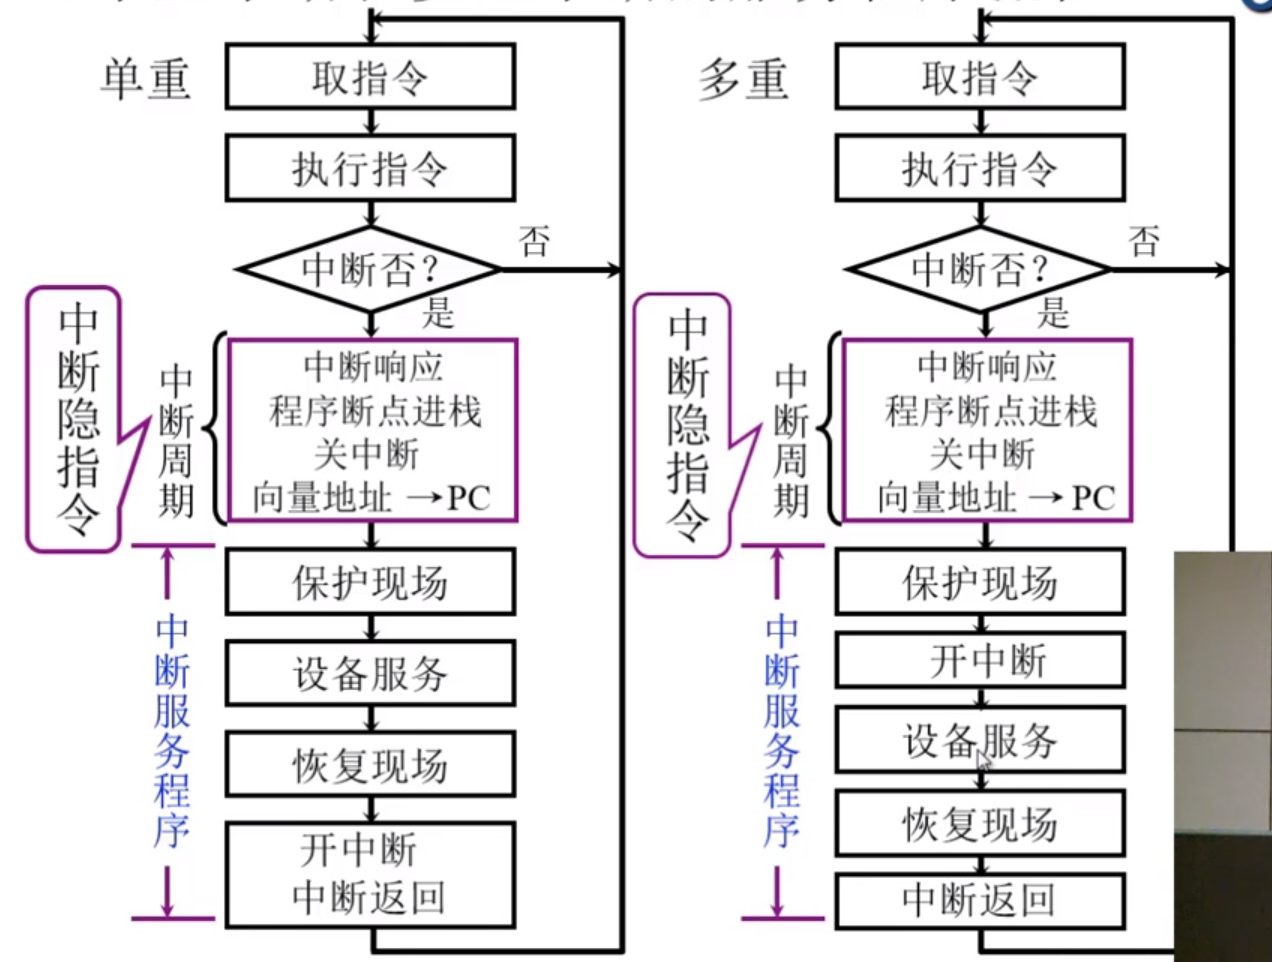 单重
取指令
执行指令
中断否？
否
是
中断隐指令
中断周期
中断响应
程序断点进栈
关中断
向量地址 →PC
中断服务程序
保护现场
设备服务
恢复现场
开中断
中断返回
多重
取指令
执行指令
中断否？
否
是
中断隐指令
中断周期
中断响应
程序断点进栈
关中断
向量地址 →PC
中断服务程序
保护现场
开中断
设备服务
恢复现场
中断返回